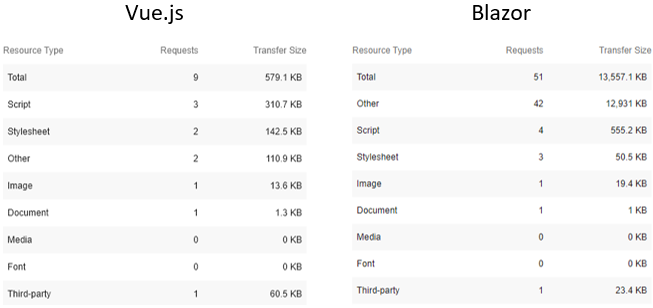 Vue.js
Resource Type Requests Transfer Size
Total 9 579.1 KB
Script 3 310.7 KB
Stylesheet 2 142.5 KB
Other 2 110.9 KB
Image 1 13.6 KB
Document 1 1.3 KB
Media 0 0 KB
Font 0 0 KB
Third-party 1 60.5 KB
Blazor
Resource Type Requests Transfer Size
Total 51 13,557.1 KB
Other 42 12,931 KB
Script 4 555.2 KB
Stylesheet 3 50.5 KB
Image 1 19.4 KB
Document 1 1 KB
Media 0 0 KB
Font 0 0 KB
Third-party 1 23.4 KB